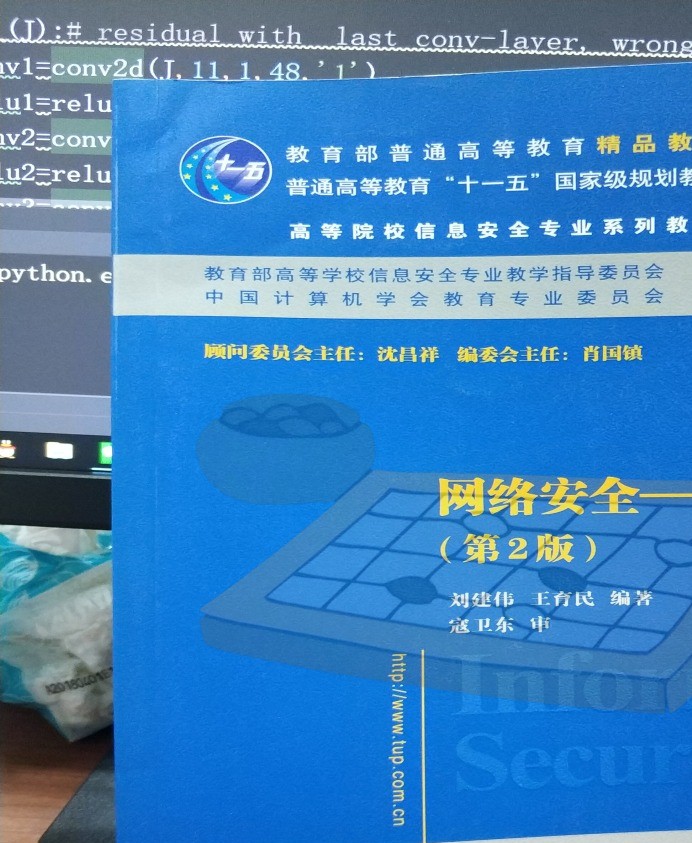 (J):# residual with last conv-layer, wrong
nv1=conv2d(J,11,1,48,'1')
lu1=relu
nv2=conv
lu2=relu
python.e
十一五
教育部普通高等教育精品教
普通高等教育“十一五”国家级规划教
高等院校信息安全专业系列教
教育部高等学校信息安全专业教学指导委员会
中国计算机学会教育专业委员会
顾问委员会主任：沈昌祥 编委会主任：肖国镇
网络安全—
（第2版）
刘建伟 王育民 编著
寇卫东 审
http://www.tup.com.cn
Infor
Secur